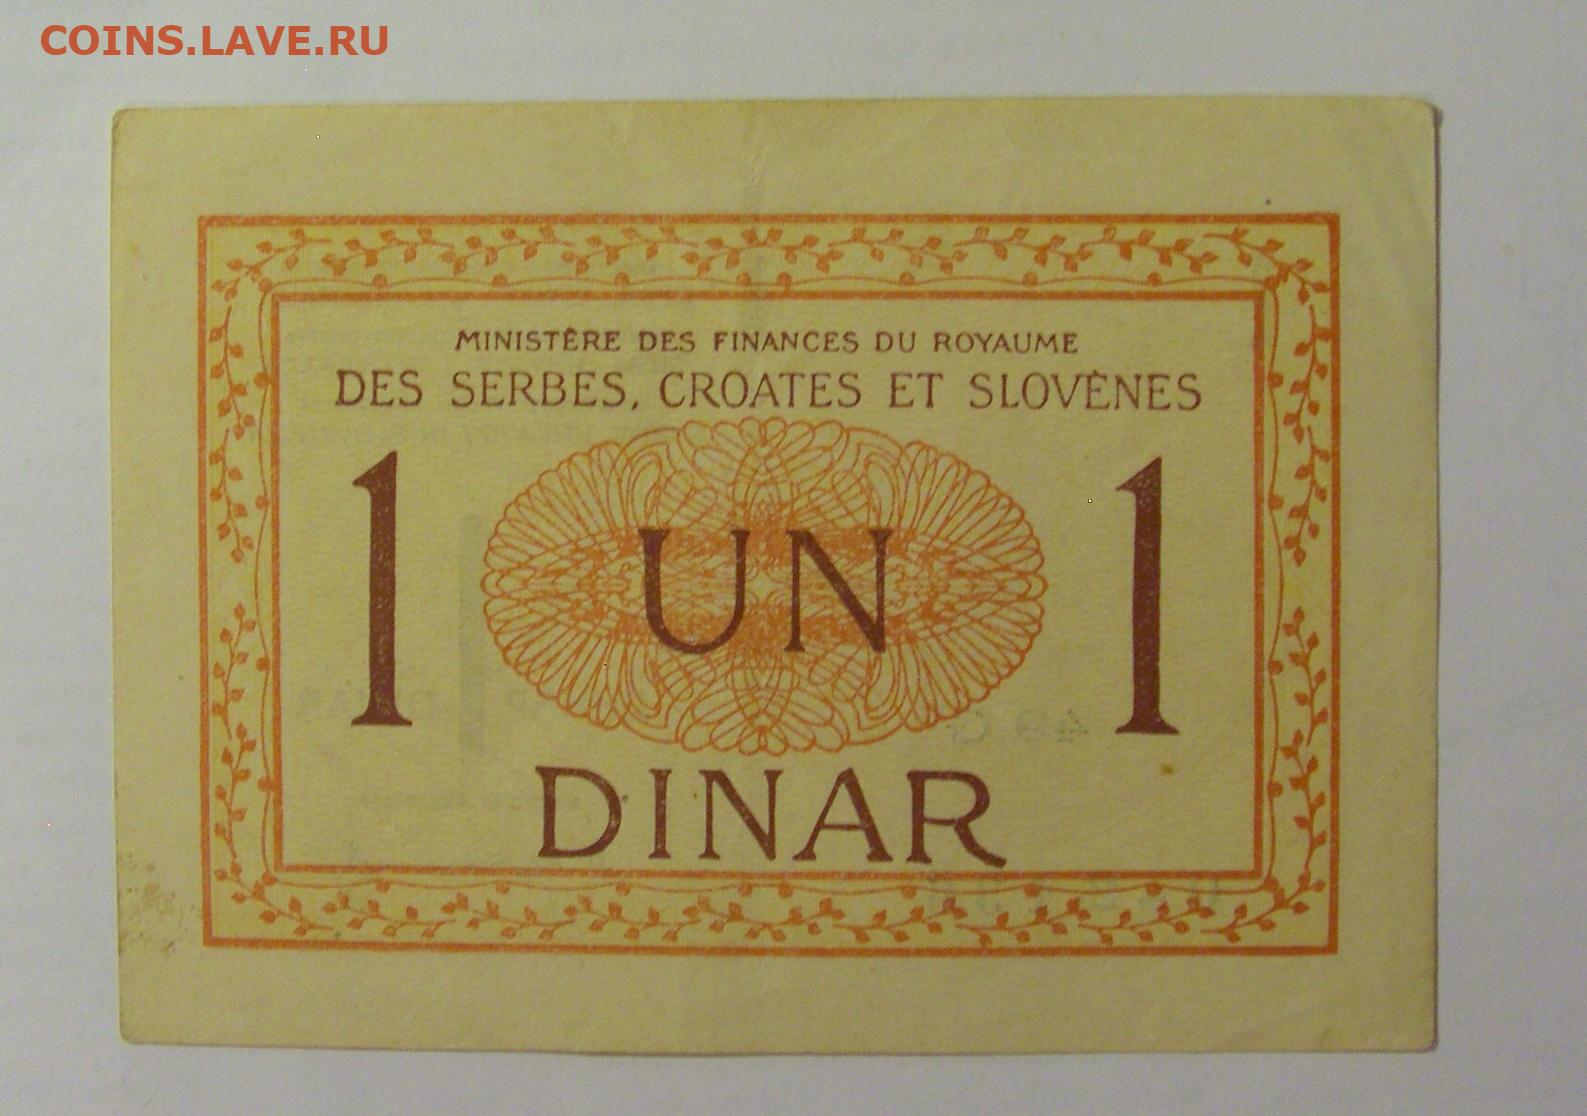 COINS.LAVE.RU
MINISTÈRE DES FINANCES DU ROYAUME
DES SERBES, CROATES ET SLOVÈNES
1 UN 1
DINAR